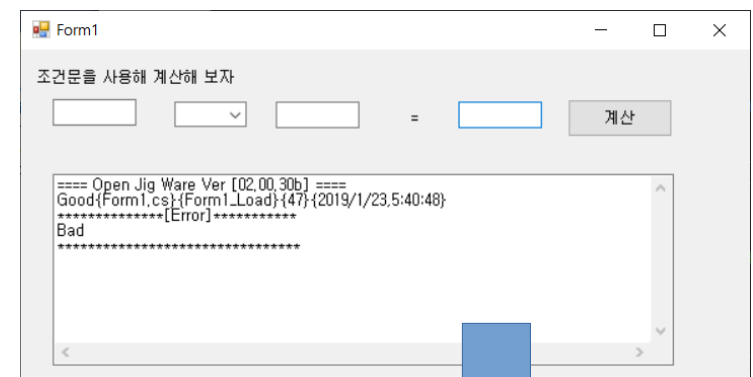 Form1
조건문을 사용해 계산해 보자
= 계산
==== Open Jig Ware Ver [02,00,30b] ====
Good{Form1,cs}{Form1_Load}{47}{2019/1/23,5:40:48}
**************[Error]***********
Bad
********************************